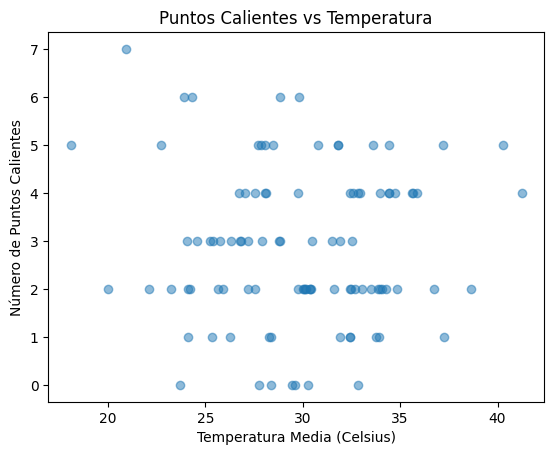 Puntos Calientes vs Temperatura
Número de Puntos Calientes
7
6
5
4
3
2
1
0
20 25 30 35 40
Temperatura Media (Celsius)